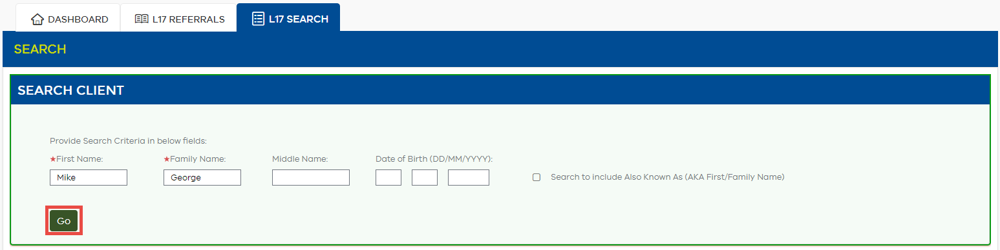 DASHBOARD L17 REFERRALS L17 SEARCH
SEARCH
SEARCH CLIENT
Provide Search Criteria in below fields:
★First Name: ★Family Name: Middle Name: Date of Birth (DD/MM/YYYY):
Mike George Search to include Also Known As (AKA First/Family Name)
Go